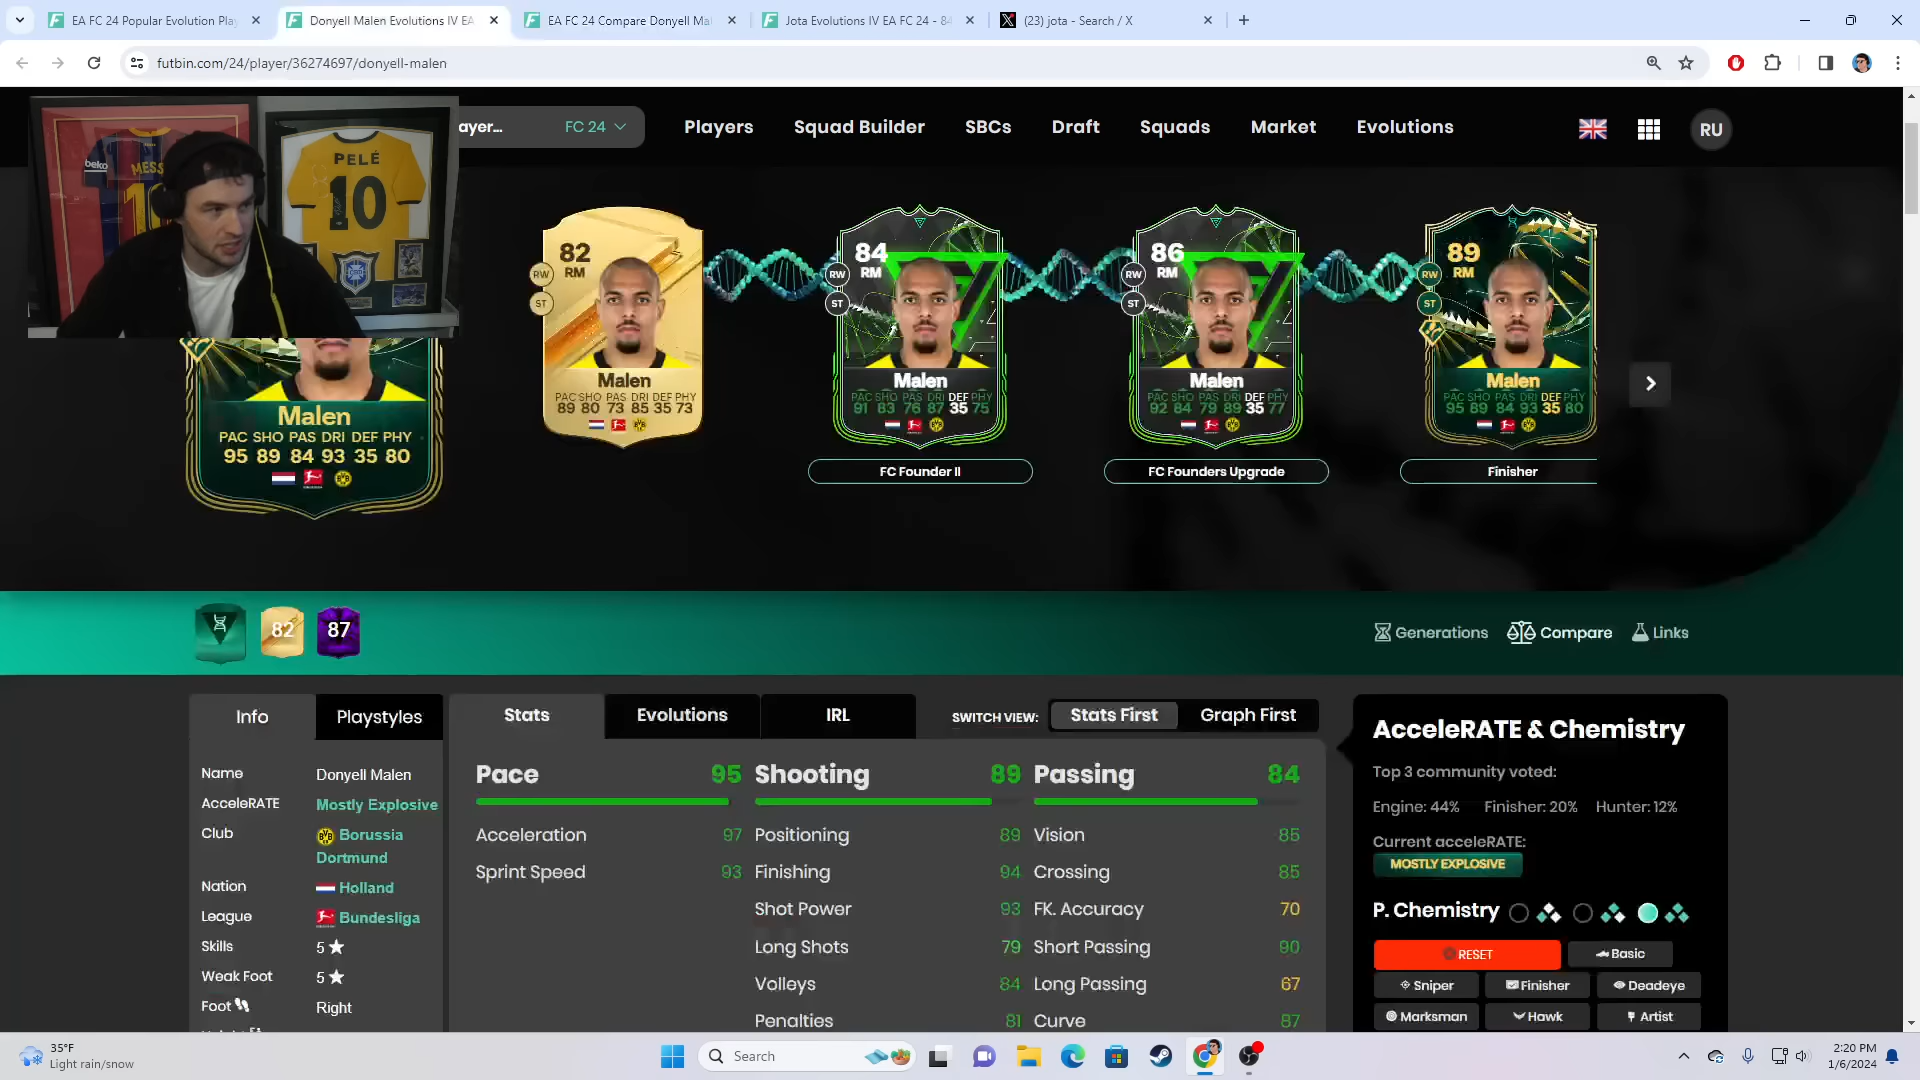 EA FC 24 Popular Evolution Play
Donyell Malen Evolutions IV EA
EA FC 24 Compare Donyell Mal
Jota Evolutions IV EA FC 24 - 84
(23) jota - Search / X
futbin.com/24/player/36274697/donyell-malen
ayer...
FC 24
Players
Squad Builder
SBCs
Draft
Squads
Market
Evolutions
RU
beko
MESS
PELÉ
10
82
RM
RW
ST
Malen
PAC SHO PAS DRI DEF PHY
89 80 73 85 35 73
84
RM
RW
ST
Malen
PAC SHO PAS DRI DEF PHY
91 83 76 87 35 75
FC Founder II
86
RM
RW
ST
Malen
PAC SHO PAS DRI DEF PHY
92 84 79 89 35 77
FC Founders Upgrade
89
RM
RW
ST
Malen
PAC SHO PAS DRI DEF PHY
95 89 84 93 35 80
Finisher
Malen
PAC SHO PAS DRI DEF PHY
95 89 84 93 35 80
82
87
Generations
Compare
Links
Info
Playstyles
Name Donyell Malen
AcceleRATE Mostly Explosive
Club Borussia
Dortmund
Nation Holland
League Bundesliga
Skills 5
Weak Foot 5
Foot Right
Stats
Evolutions
IRL
SWITCH VIEW:
Stats First
Graph First
Pace 95
Acceleration 97
Sprint Speed 93
Shooting 89
Positioning 89
Finishing 94
Shot Power 93
Long Shots 79
Volleys 84
Penalties 81
Passing 84
Vision 85
Crossing 85
FK. Accuracy 70
Short Passing 90
Long Passing 67
Curve 87
AcceleRATE & Chemistry
Top 3 community voted:
Engine: 44% Finisher: 20% Hunter: 12%
Current acceleRATE:
MOSTLY EXPLOSIVE
P. Chemistry
RESET
Basic
Sniper
Finisher
Deadeye
Marksman
Hawk
Artist
35°F
Light rain/snow
Search
2:20 PM
1/6/2024